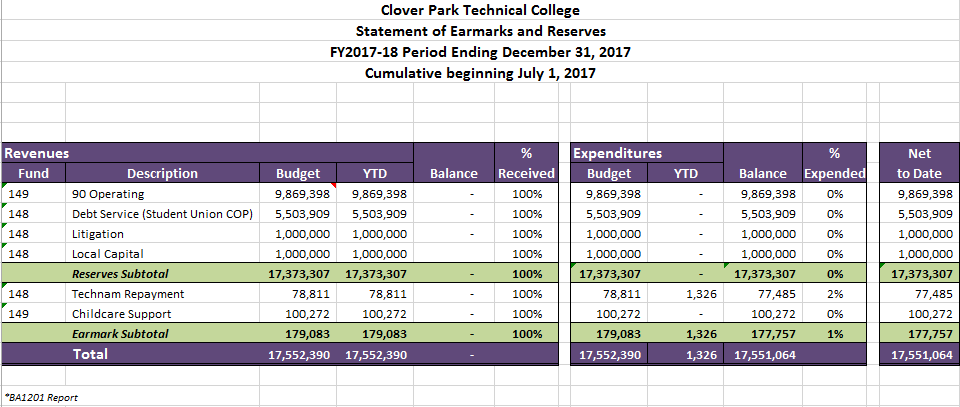 Clover Park Technical College
Statement of Earmarks and Reserves
FY2017-18 Period Ending December 31, 2017
Cumulative beginning July 1, 2017
Revenues % Expenditures % Net
Fund Description Budget YTD Balance Received Budget YTD Balance Expended to Date
149 90 Operating 9,869,398 9,869,398 - 100% 9,869,398 - 9,869,398 0% 9,869,398
148 Debt Service (Student Union COP) 5,503,909 5,503,909 - 100% 5,503,909 - 5,503,909 0% 5,503,909
148 Litigation 1,000,000 1,000,000 - 100% 1,000,000 - 1,000,000 0% 1,000,000
148 Local Capital 1,000,000 1,000,000 - 100% 1,000,000 - 1,000,000 0% 1,000,000
Reserves Subtotal 17,373,307 17,373,307 - 100% 17,373,307 - 17,373,307 0% 17,373,307
148 Technam Repayment 78,811 78,811 - 100% 78,811 1,326 77,485 2% 77,485
149 Childcare Support 100,272 100,272 - 100% 100,272 - 100,272 0% 100,272
Earmark Subtotal 179,083 179,083 - 100% 179,083 1,326 177,757 1% 177,757
Total 17,552,390 17,552,390 - 17,552,390 1,326 17,551,064 17,551,064
*BA1201 Report